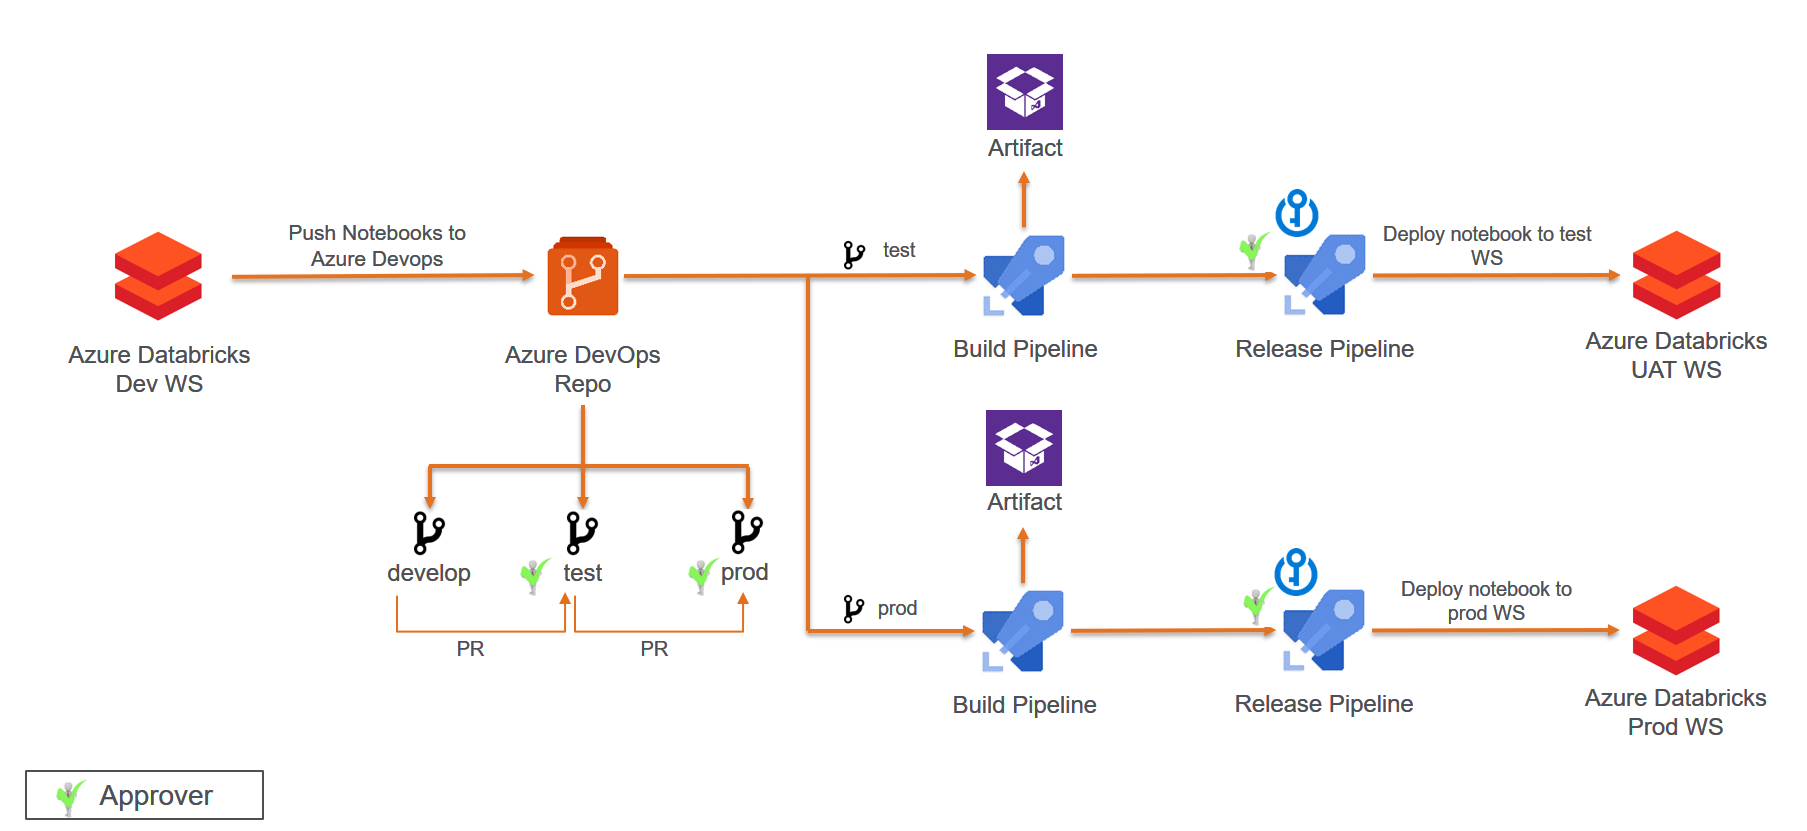 Artifact
Push Notebooks to
Azure Devops
test
Deploy notebook to test
WS
Azure Databricks
Dev WS
Azure DevOps
Repo
Build Pipeline
Release Pipeline
Azure Databricks
UAT WS
Artifact
develop
test
prod
PR
PR
prod
Deploy notebook to
prod WS
Build Pipeline
Release Pipeline
Azure Databricks
Prod WS
Approver